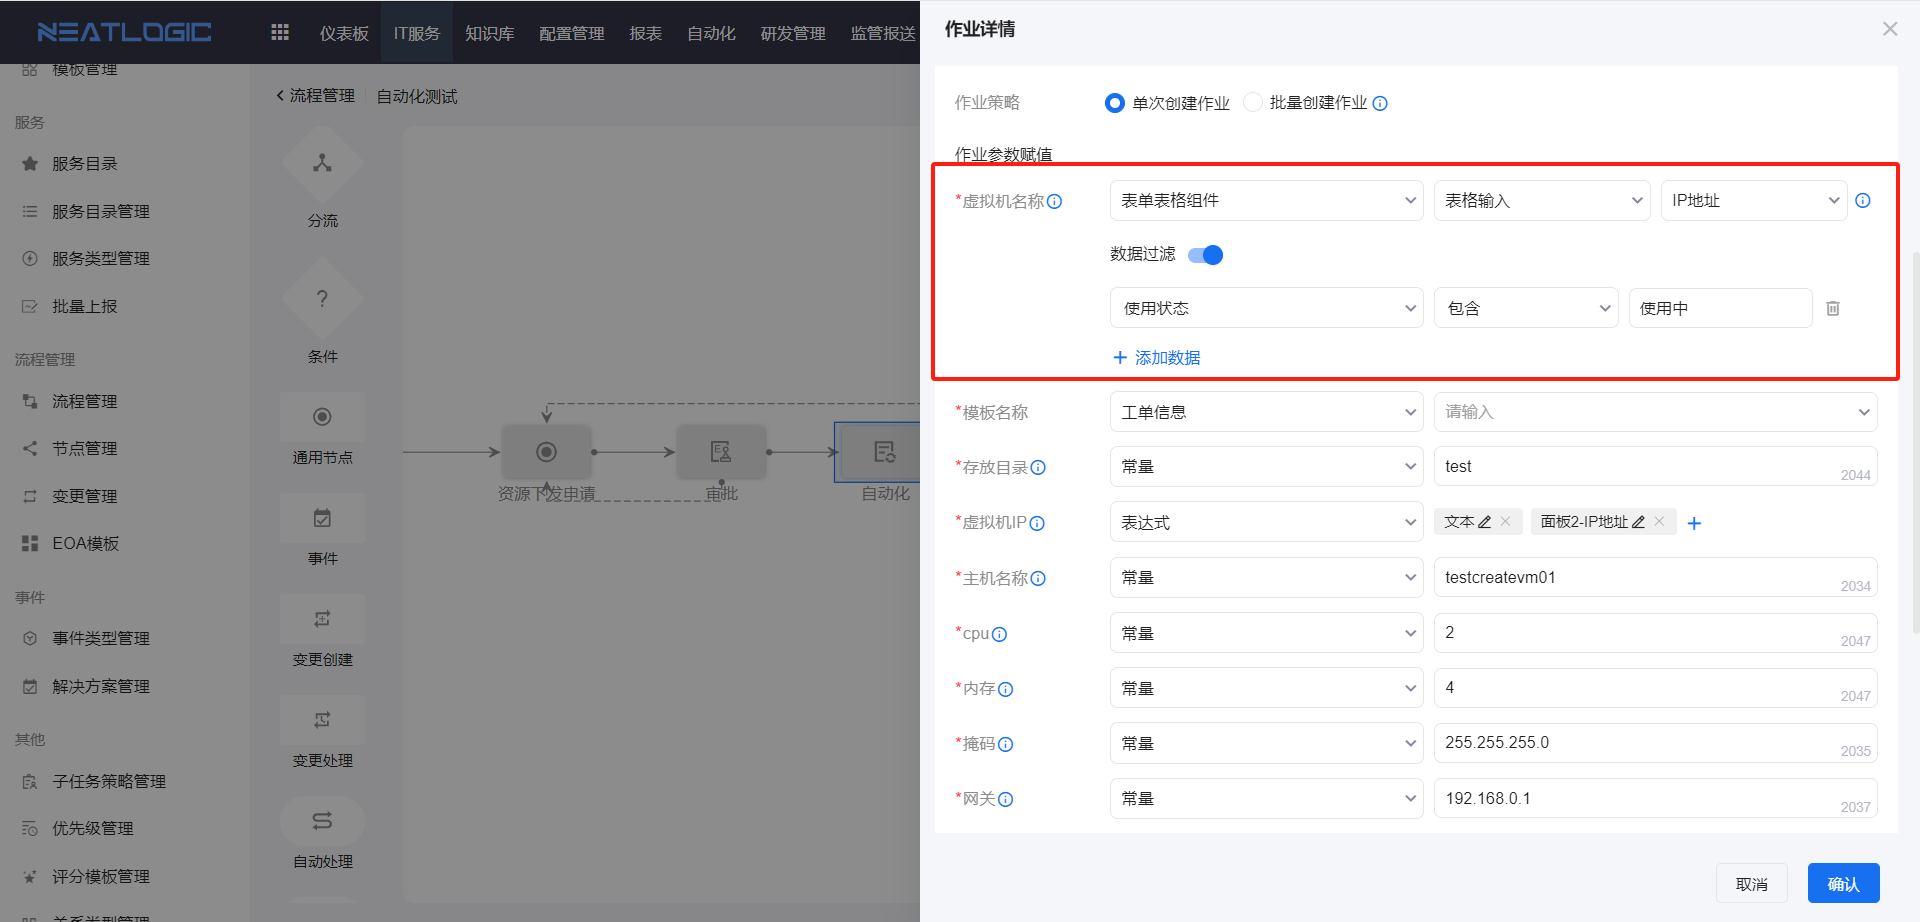 NEATLOGIC
仪表板
IT服务
知识库
配置管理
报表
自动化
研发管理
监管报送
模板管理
服务
服务目录
服务目录管理
服务类型管理
批量上报
流程管理
流程管理
节点管理
变更管理
EOA模板
事件
事件类型管理
解决方案管理
其他
子任务策略管理
优先级管理
评分模板管理
关系类型管理
流程管理
自动化测试
分流
?
条件
通用节点
事件
变更创建
变更处理
自动处理
资源下发申请
审批
自动化
作业详情
作业策略
单次创建作业
批量创建作业
作业参数赋值
*虚拟机名称
表单表格组件
表格输入
IP地址
数据过滤
使用状态
包含
使用中
+ 添加数据
*模板名称
工单信息
请输入
*存放目录
常量
test
2044
*虚拟机IP
表达式
文本
面板2-IP地址
*主机名称
常量
testcreatevm01
2034
*cpu
常量
2
2047
*内存
常量
4
2047
*掩码
常量
255.255.255.0
2035
*网关
常量
192.168.0.1
2037
取消
确认